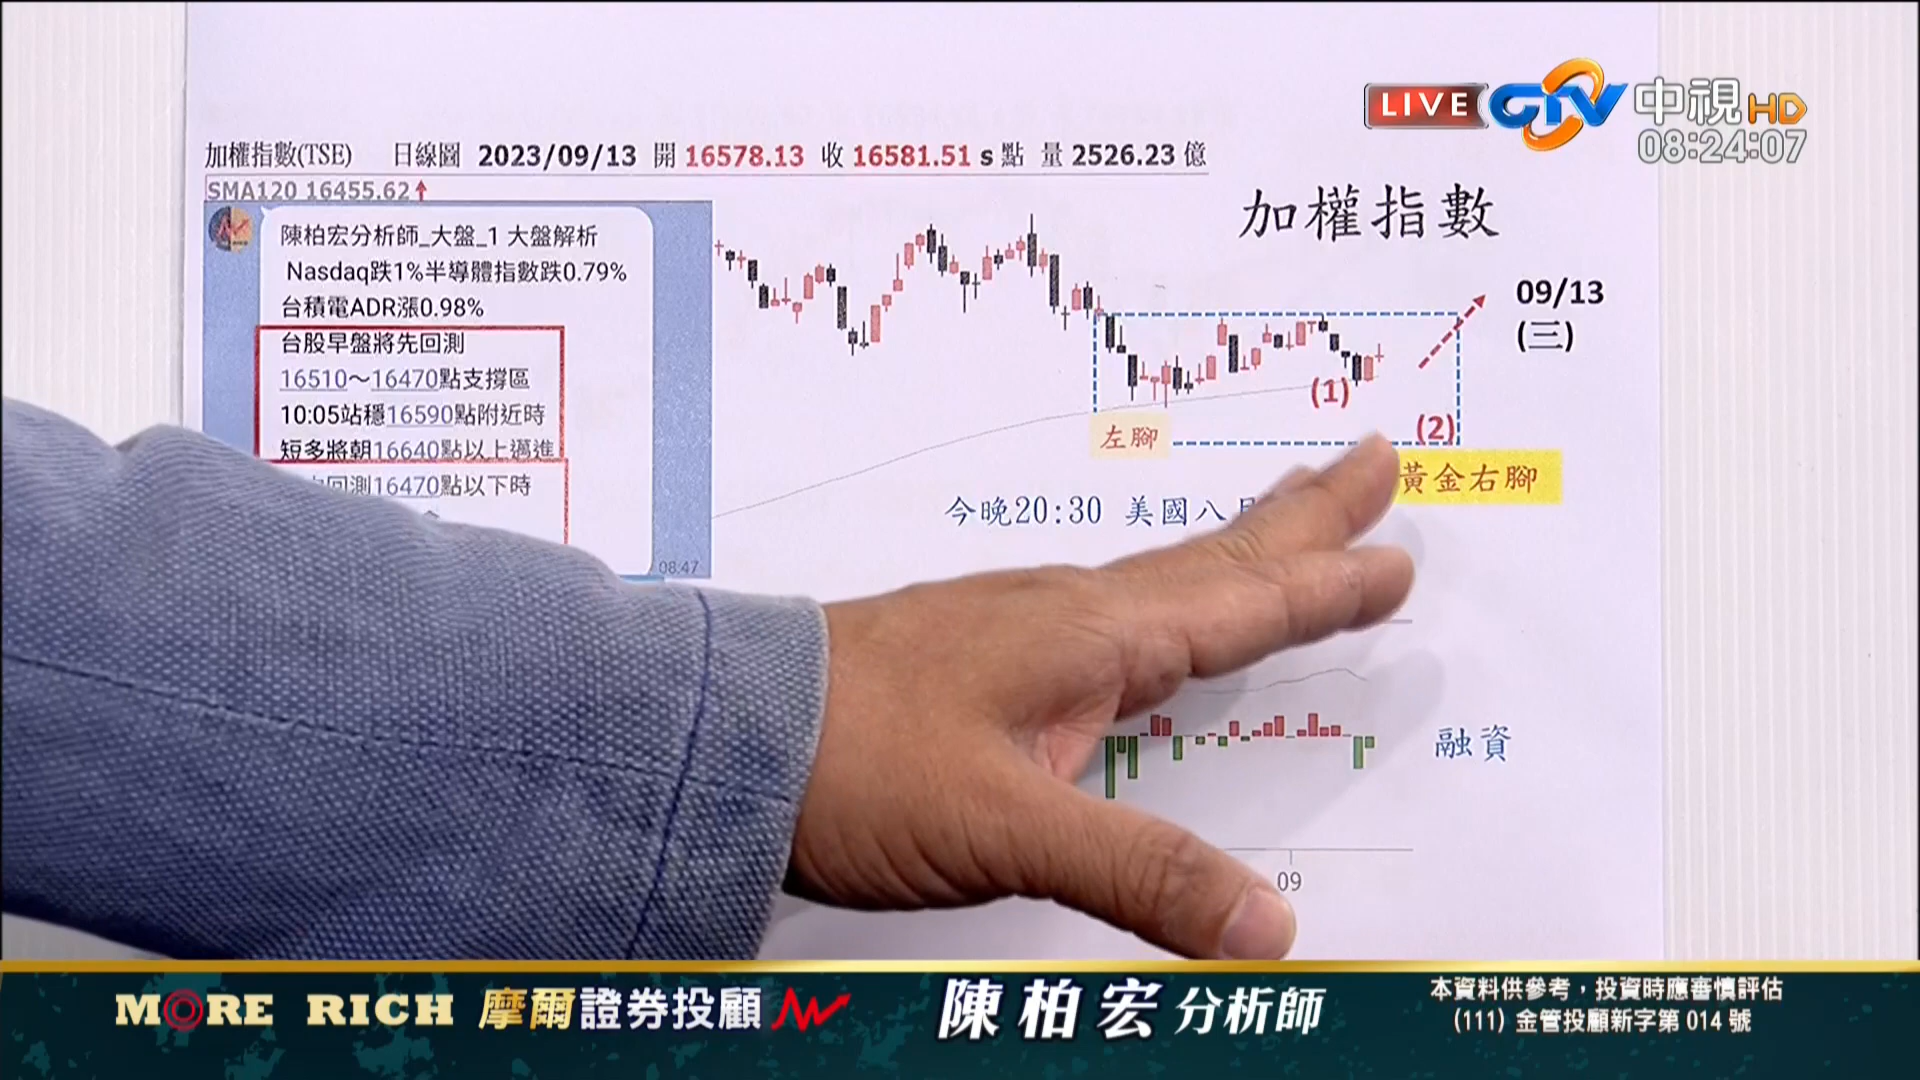 LIVE CTV 中視 HD
08:24:07
加權指數(TSE) 日線圖 2023/09/13 開 16578.13 收 16581.51 s 點 量 2526.23 億
SMA120 16455.62↑
陳柏宏分析師_大盤_1 大盤解析
Nasdaq跌1%半導體指數跌0.79%
台積電ADR漲0.98%
台股早盤將先回測
16510～16470點支撐區
10:05站穩16590點附近時
短多將朝16640點以上邁進
回測16470點以下時
08:47
加權指數
09/13
(三)
(1)
(2)
左腳
黃金右腳
今晚20:30 美國八月
融資
09
MORE RICH 摩爾證券投顧
陳柏宏 分析師
本資料供參考，投資時應審慎評估
(111) 金管投顧新字第 014 號